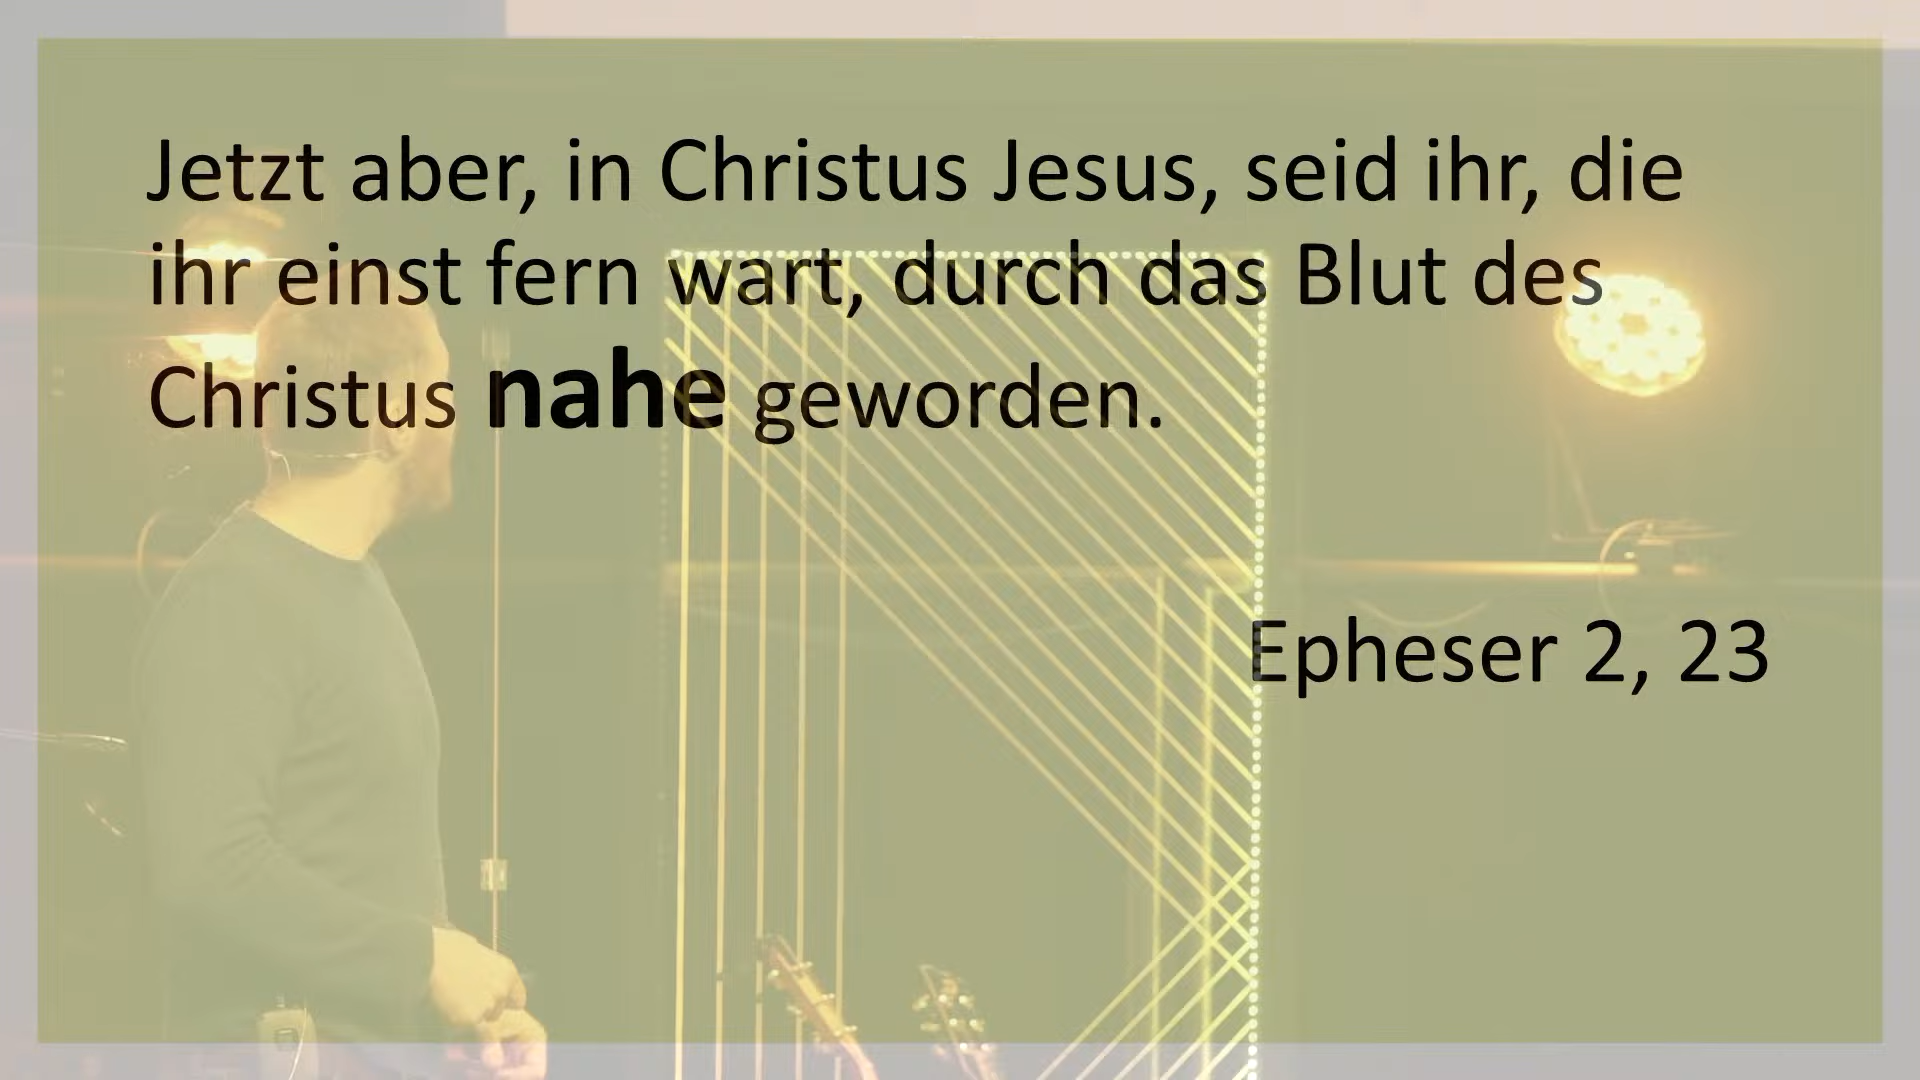 Jetzt aber, in Christus Jesus, seid ihr, die
ihr einst fern wart, durch das Blut des
Christus nahe geworden.
Epheser 2, 23